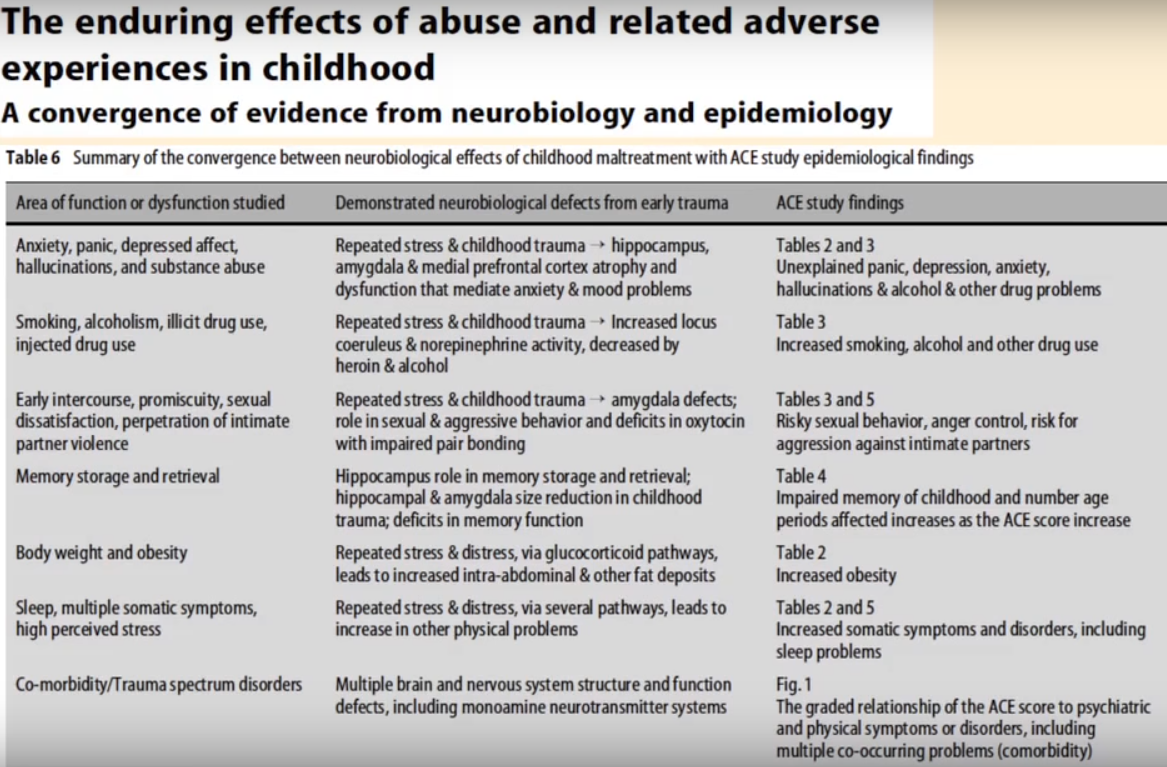 The enduring effects of abuse and related adverse
experiences in childhood
A convergence of evidence from neurobiology and epidemiology
Table 6 Summary of the convergence between neurobiological effects of childhood maltreatment with ACE study epidemiological findings
Area of function or dysfunction studied
Demonstrated neurobiological defects from early trauma
ACE study findings
Anxiety, panic, depressed affect,
hallucinations, and substance abuse
Repeated stress & childhood trauma → hippocampus,
amygdala & medial prefrontal cortex atrophy and
dysfunction that mediate anxiety & mood problems
Tables 2 and 3
Unexplained panic, depression, anxiety,
hallucinations & alcohol & other drug problems
Smoking, alcoholism, illicit drug use,
injected drug use
Repeated stress & childhood trauma → Increased locus
coeruleus & norepinephrine activity, decreased by
heroin & alcohol
Table 3
Increased smoking, alcohol and other drug use
Early intercourse, promiscuity, sexual
dissatisfaction, perpetration of intimate
partner violence
Repeated stress & childhood trauma → amygdala defects;
role in sexual & aggressive behavior and deficits in oxytocin
with impaired pair bonding
Tables 3 and 5
Risky sexual behavior, anger control, risk for
aggression against intimate partners
Memory storage and retrieval
Hippocampus role in memory storage and retrieval;
hippocampal & amygdala size reduction in childhood
trauma; deficits in memory function
Table 4
Impaired memory of childhood and number age
periods affected increases as the ACE score increase
Body weight and obesity
Repeated stress & distress, via glucocorticoid pathways,
leads to increased intra-abdominal & other fat deposits
Table 2
Increased obesity
Sleep, multiple somatic symptoms,
high perceived stress
Repeated stress & distress, via several pathways, leads to
increase in other physical problems
Tables 2 and 5
Increased somatic symptoms and disorders, including
sleep problems
Co-morbidity/Trauma spectrum disorders
Multiple brain and nervous system structure and function
defects, including monoamine neurotransmitter systems
Fig. 1
The graded relationship of the ACE score to psychiatric
and physical symptoms or disorders, including
multiple co-occurring problems (comorbidity)